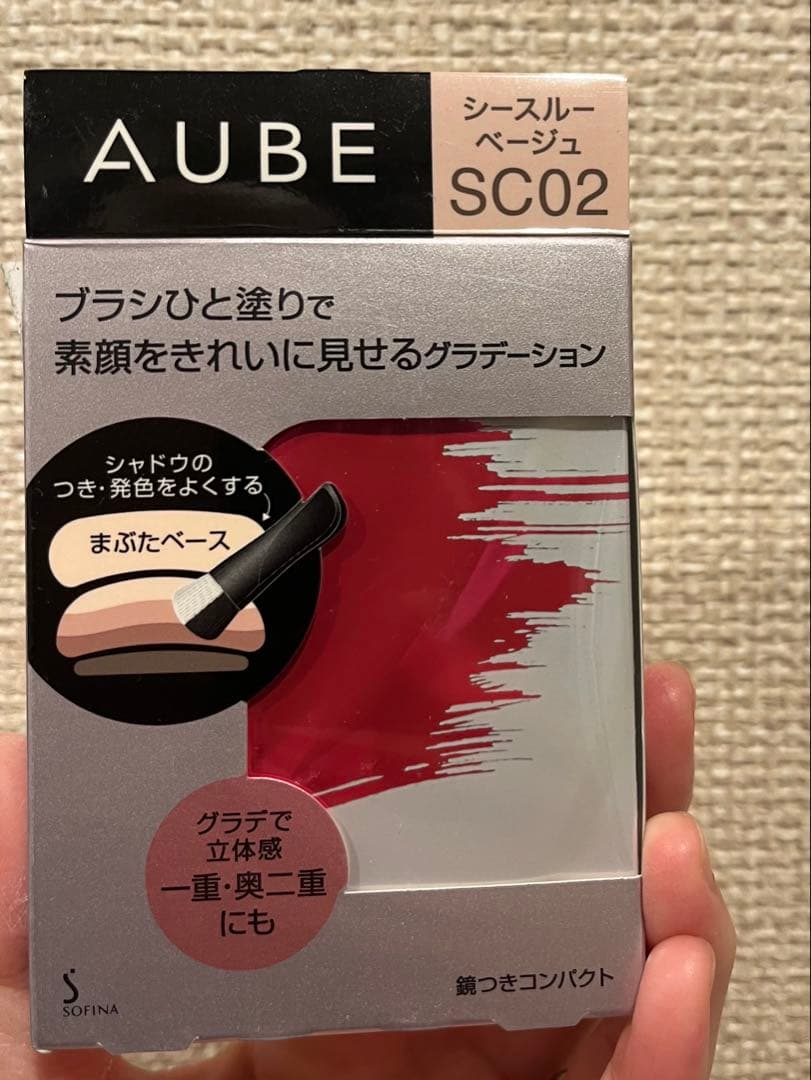 AUBE
シースルー
ベージュ
SC02
ブラシひと塗りで
素顔をきれいに見せるグラデーション
シャドウの
つき・発色をよくする
まぶたベース
グラデで
立体感
一重・奥二重
にも
鏡つきコンパクト
SOFINA